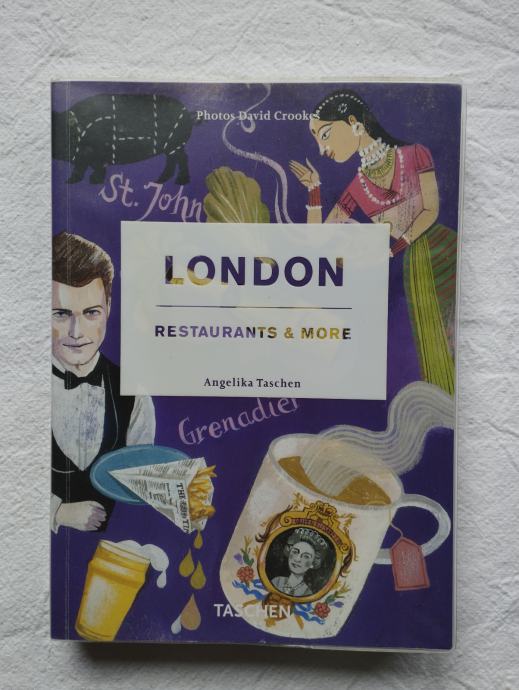 Photos David Crookes
St. John
LONDON
RESTAURANTS & MORE
Angelika Taschen
Grenadier
TASCHEN